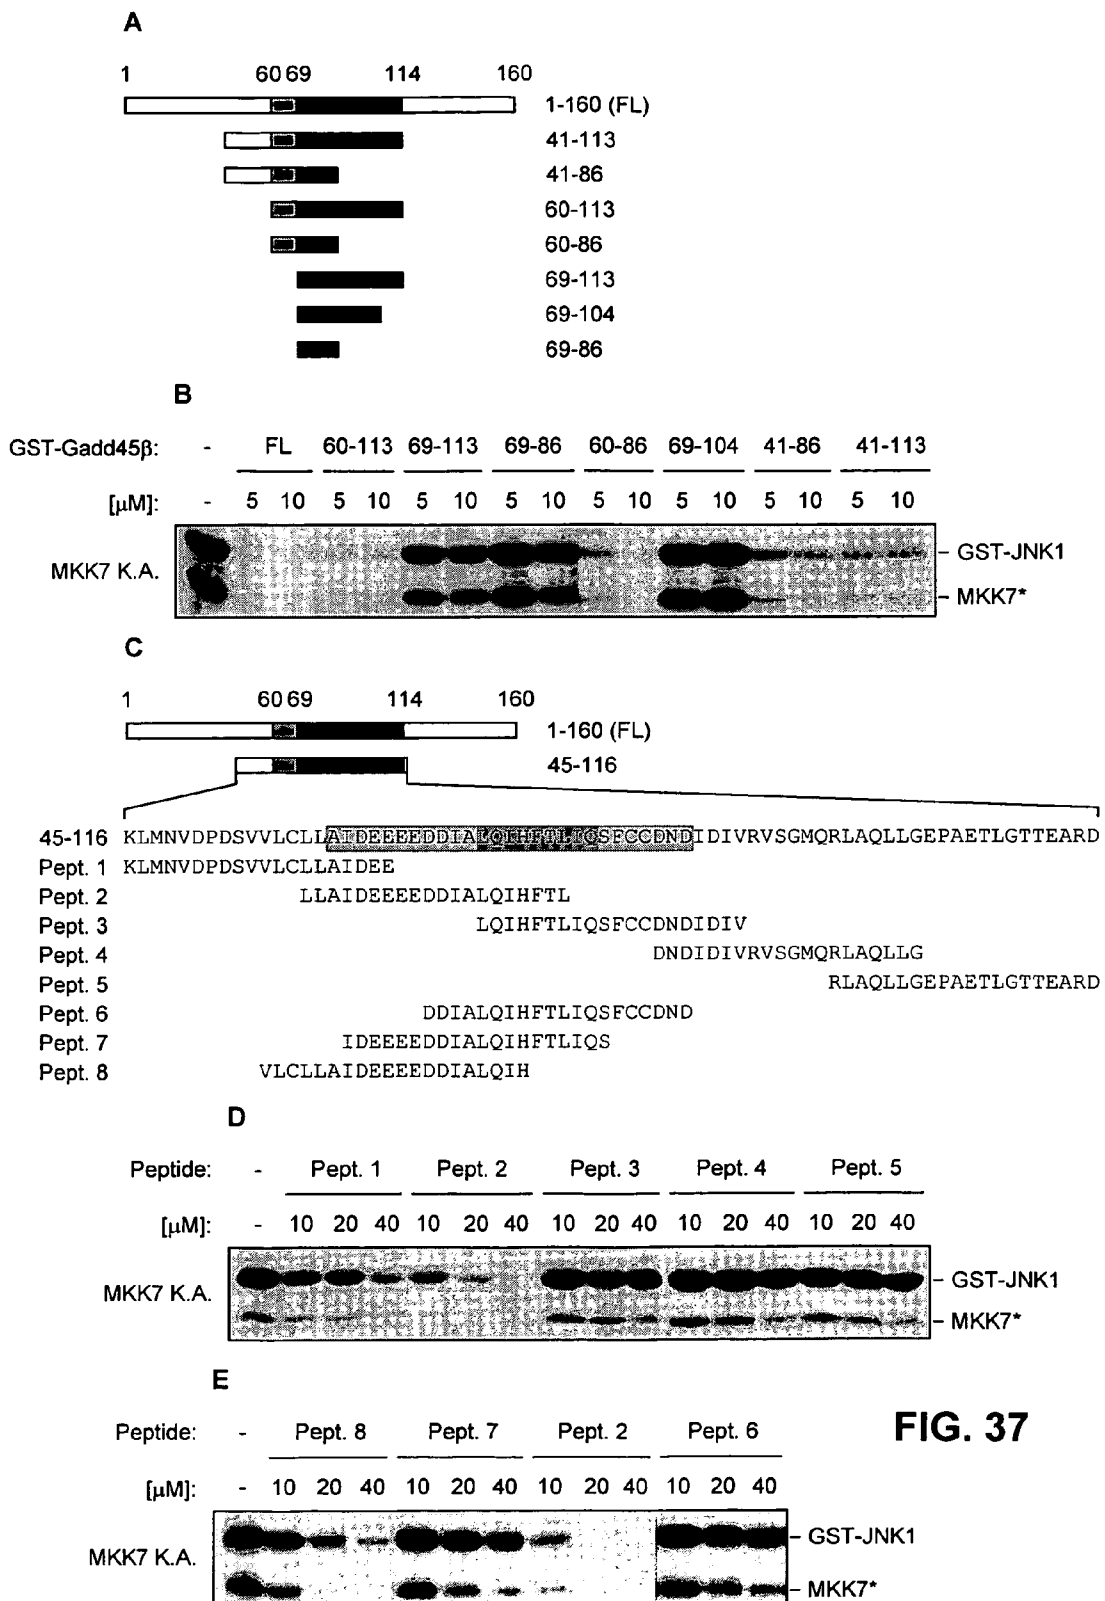 A
1 60 69 114 160
1-160 (FL)
41-113
41-86
60-113
60-86
69-113
69-104
69-86
B
GST-Gadd45β: - FL 60-113 69-113 69-86 60-86 69-104 41-86 41-113
[μM]: - 5 10 5 10 5 10 5 10 5 10 5 10 5 10 5 10
MKK7 K.A.
- GST-JNK1
- MKK7*
C
1 60 69 114 160
1-160 (FL)
45-116
45-116 KLMNVDPDSVVLCLLAIDEEEEDDIALQIHFTLIQSFCCDNDIDIVRVSGMQRLAQLLGEPAETLGTTEARD
Pept. 1 KLMNVDPDSVVLCLLAIDEE
Pept. 2 LLAIDEEEEDDIALQIHFTL
Pept. 3 LQIHFTLIQSFCCDNDIDIV
Pept. 4 DNDIDIVRVSGMQRLAQLLG
Pept. 5 RLAQLLGEPAETLGTTEARD
Pept. 6 DDIALQIHFTLIQSFCCDND
Pept. 7 IDEEEEDDIALQIHFTLIQS
Pept. 8 VLCLLAIDEEEEDDIALQIH
D
Peptide: - Pept. 1 Pept. 2 Pept. 3 Pept. 4 Pept. 5
[μM]: - 10 20 40 10 20 40 10 20 40 10 20 40 10 20 40
MKK7 K.A.
- GST-JNK1
- MKK7*
E
FIG. 37
Peptide: - Pept. 8 Pept. 7 Pept. 2 Pept. 6
[μM]: - 10 20 40 10 20 40 10 20 40 10 20 40
MKK7 K.A.
- GST-JNK1
- MKK7*